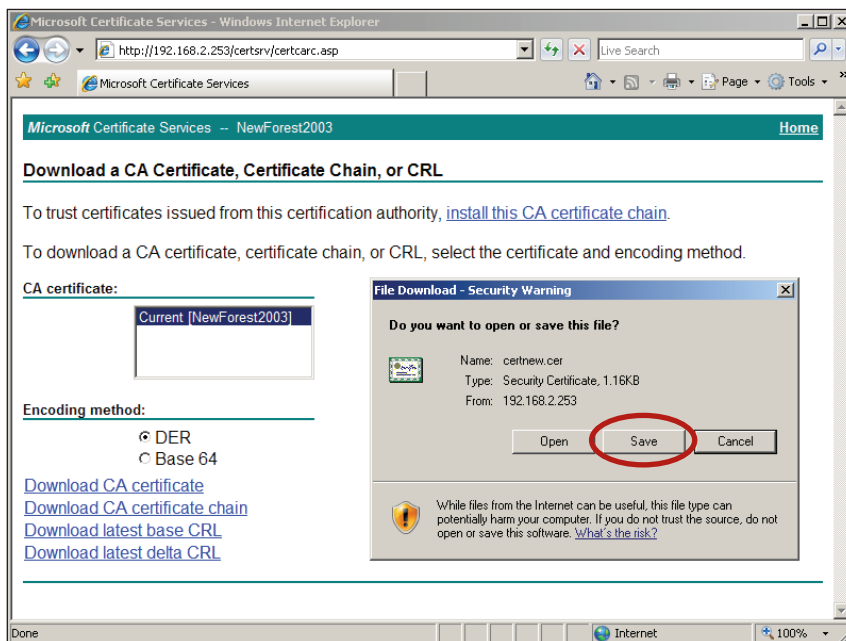 Microsoft Certificate Services - Windows Internet Explorer
http://192.168.2.253/certsrv/certcarc.asp
Live Search
Microsoft Certificate Services
Page
Tools
»
Microsoft Certificate Services -- NewForest2003
Home
Download a CA Certificate, Certificate Chain, or CRL
To trust certificates issued from this certification authority, install this CA certificate chain.
To download a CA certificate, certificate chain, or CRL, select the certificate and encoding method.
CA certificate:
Current [NewForest2003]
Encoding method:
DER
Base 64
Download CA certificate
Download CA certificate chain
Download latest base CRL
Download latest delta CRL
File Download - Security Warning
Do you want to open or save this file?
Name: certnew.cer
Type: Security Certificate, 1.16KB
From: 192.168.2.253
Open
Save
Cancel
While files from the Internet can be useful, this file type can
potentially harm your computer. If you do not trust the source, do not
open or save this software. What's the risk?
Done
Internet
100%